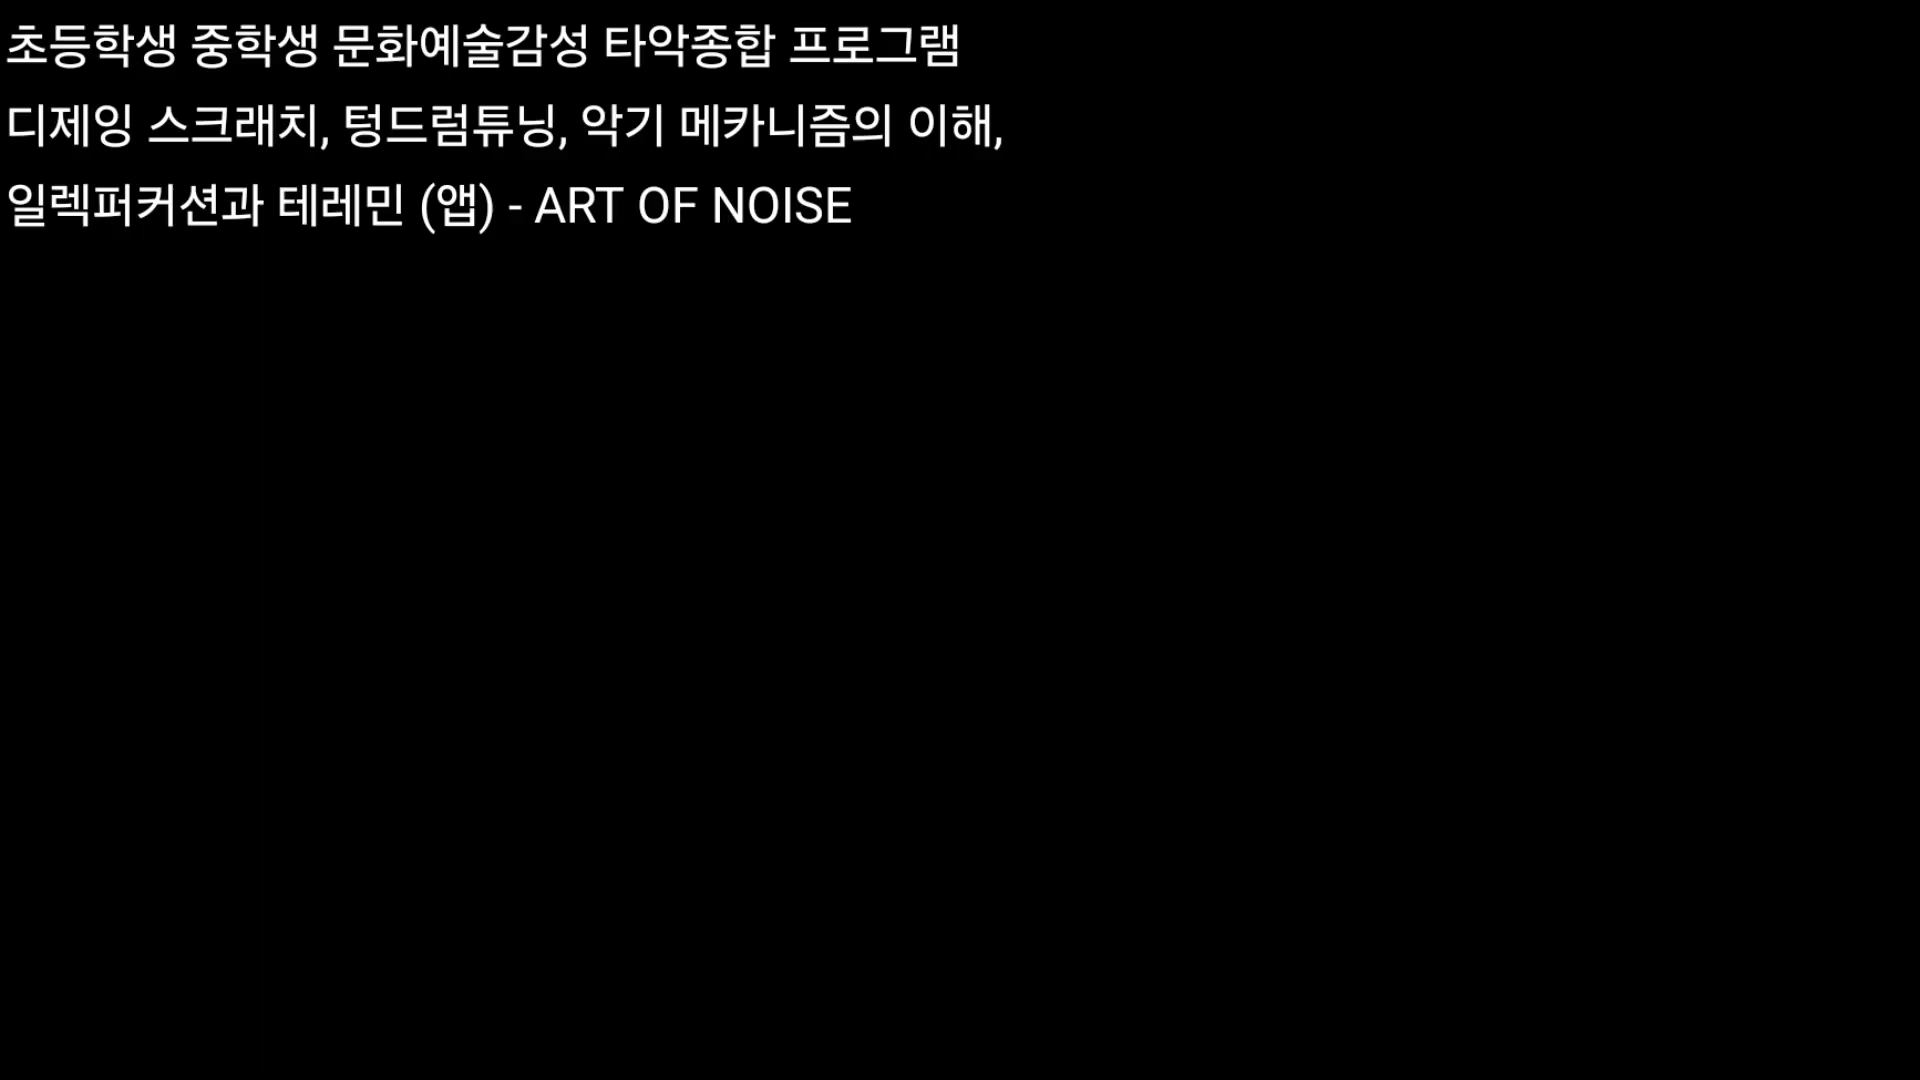 초등학생 중학생 문화예술감성 타악종합 프로그램
디제잉 스크래치, 텅드럼튜닝, 악기 메카니즘의 이해,
일렉퍼커션과 테레민 (앱) - ART OF NOISE